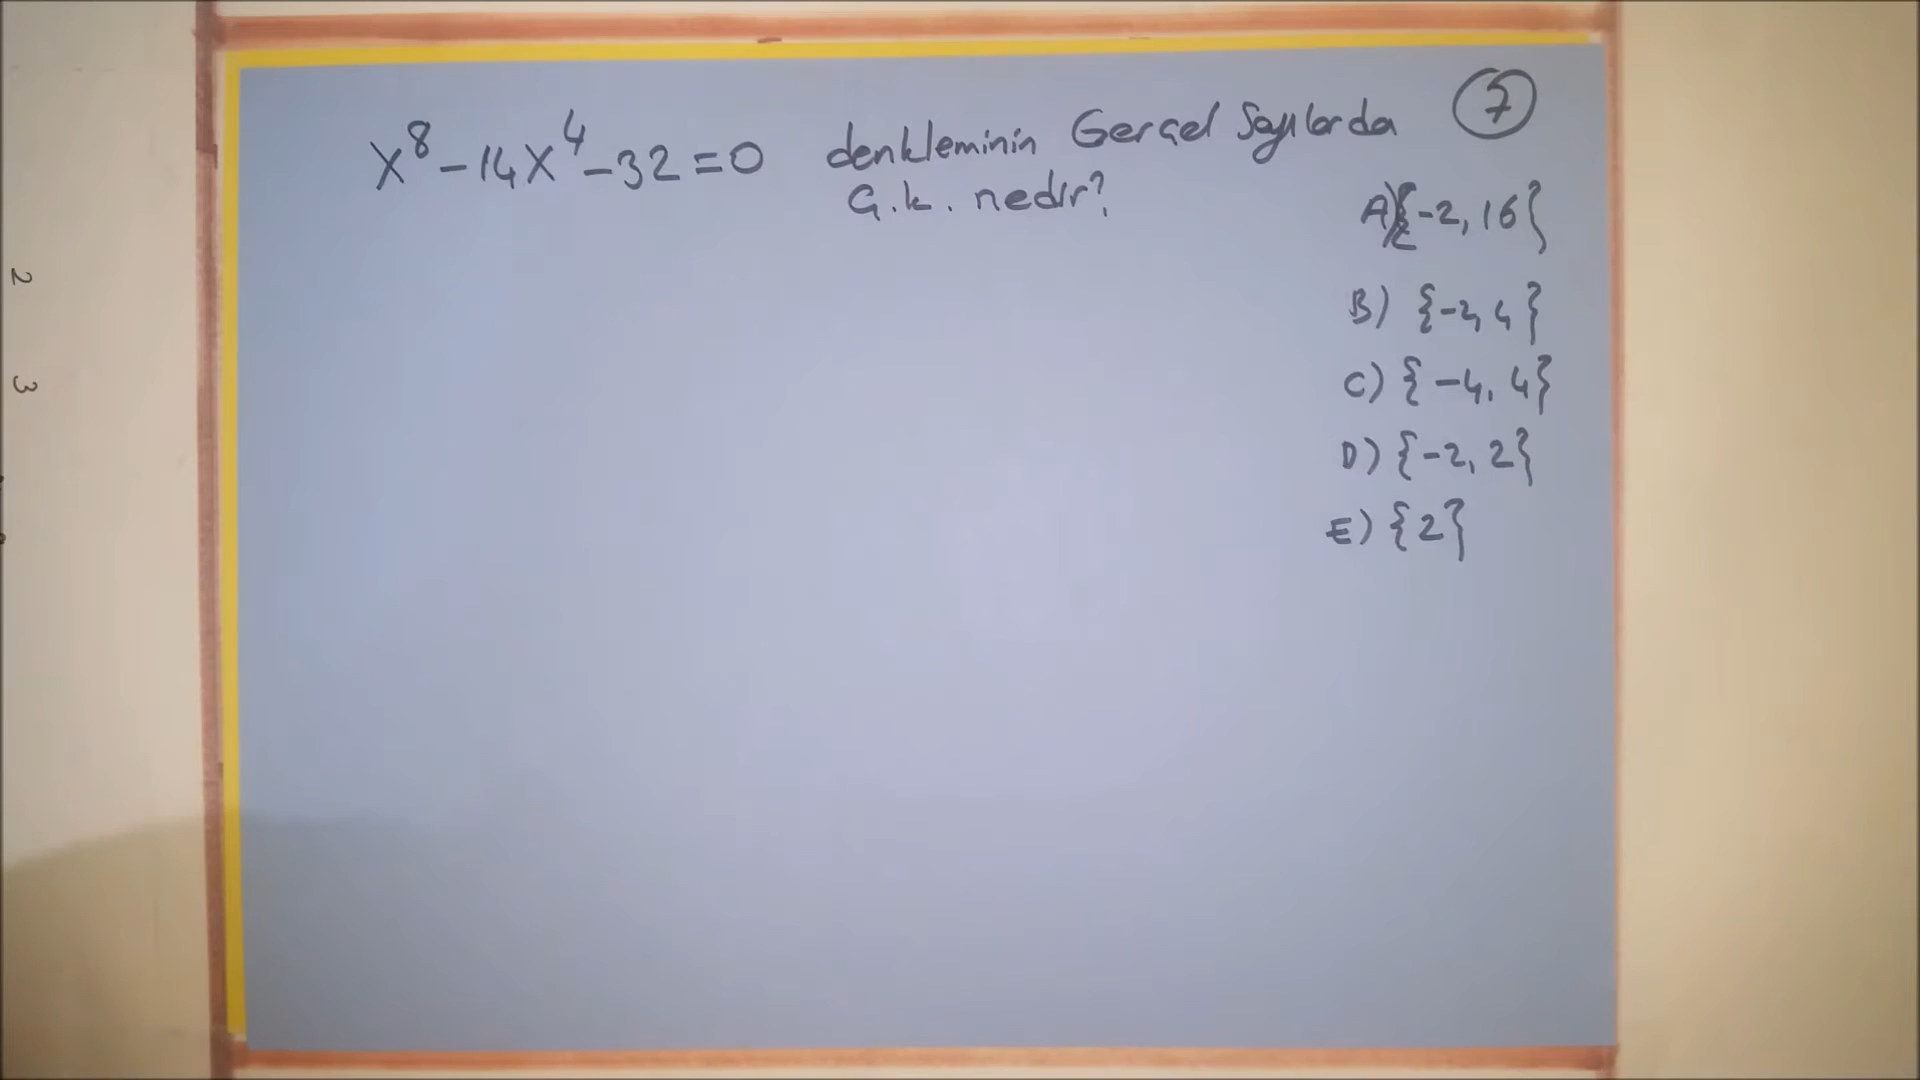 x⁸-14x⁴-32=0 denkleminin Gerçel Sayılarda
Ç.k. nedir?
7
A) {-2, 16}
B) {-2, 4}
C) {-4, 4}
D) {-2, 2}
E) {2}
2
3